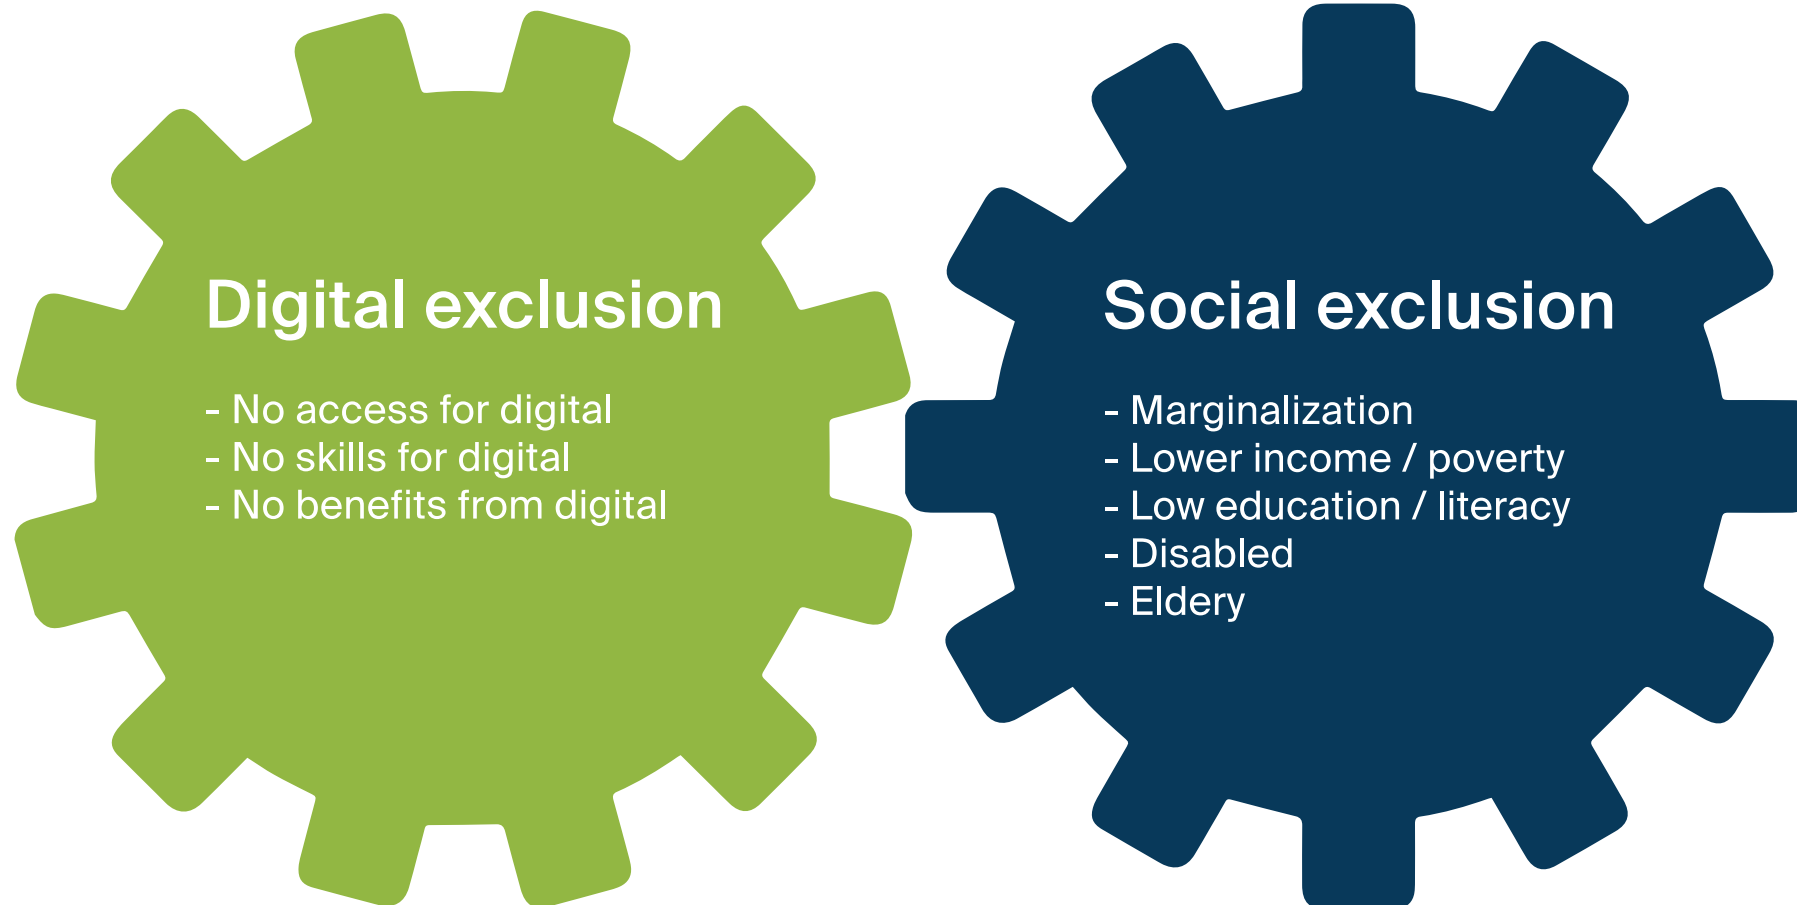 Digital exclusion
- No access for digital
- No skills for digital
- No benefits from digital
Social exclusion
- Marginalization
- Lower income / poverty
- Low education / literacy
- Disabled
- Eldery